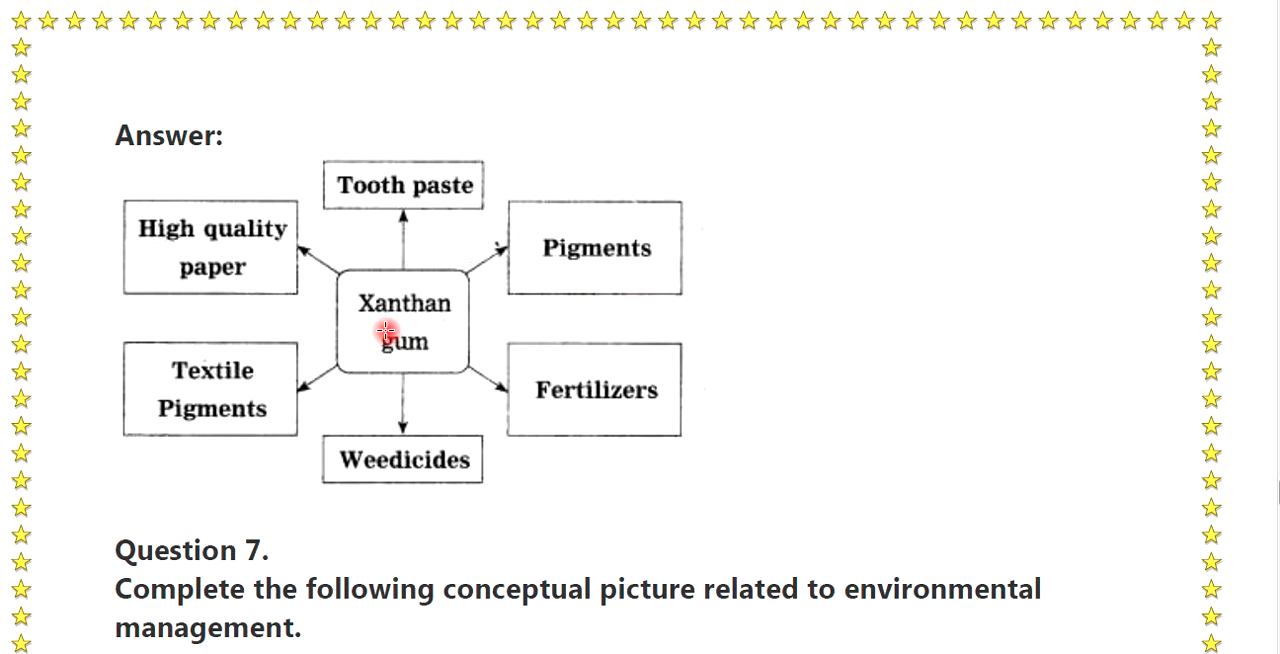 Answer:
Tooth paste
High quality
paper
Pigments
Xanthan
gum
Textile
Pigments
Fertilizers
Weedicides
Question 7.
Complete the following conceptual picture related to environmental
management.